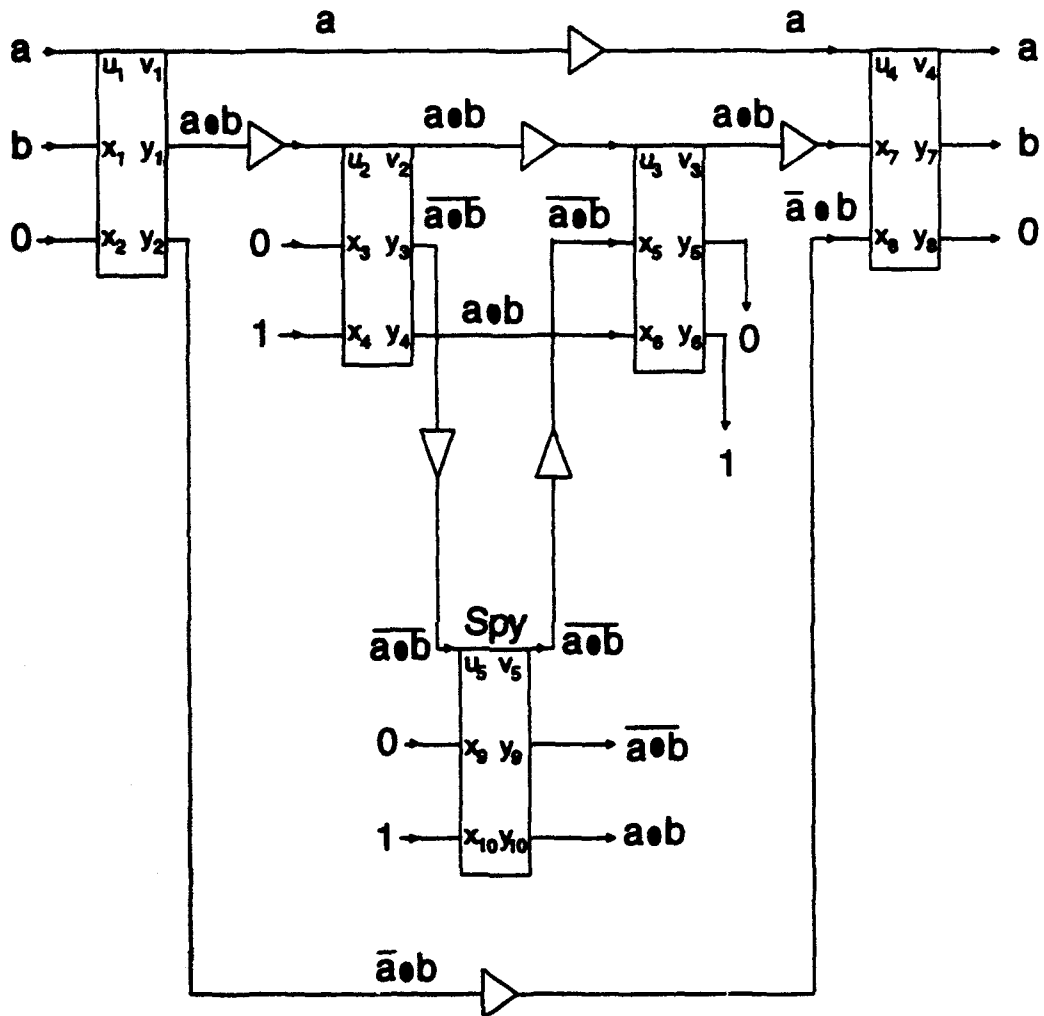 a a a a
u₁ v₁ u₄ v₄
b x₁ y₁ a•b a•b a•b x₇ y₇ b
u₂ v₂ u₃ v₃
0 x₂ y₂ 0 x₃ y₃ a̅•̅b̅ a̅•̅b̅ x₅ y₅ a̅•b x₈ y₈ 0
1 x₄ y₄ a•b x₆ y₆ 0
1
Spy
a̅•̅b̅ u₅ v₅ a̅•̅b̅
0 x₉ y₉ a̅•̅b̅
1 x₁₀ y₁₀ a•b
a̅•b